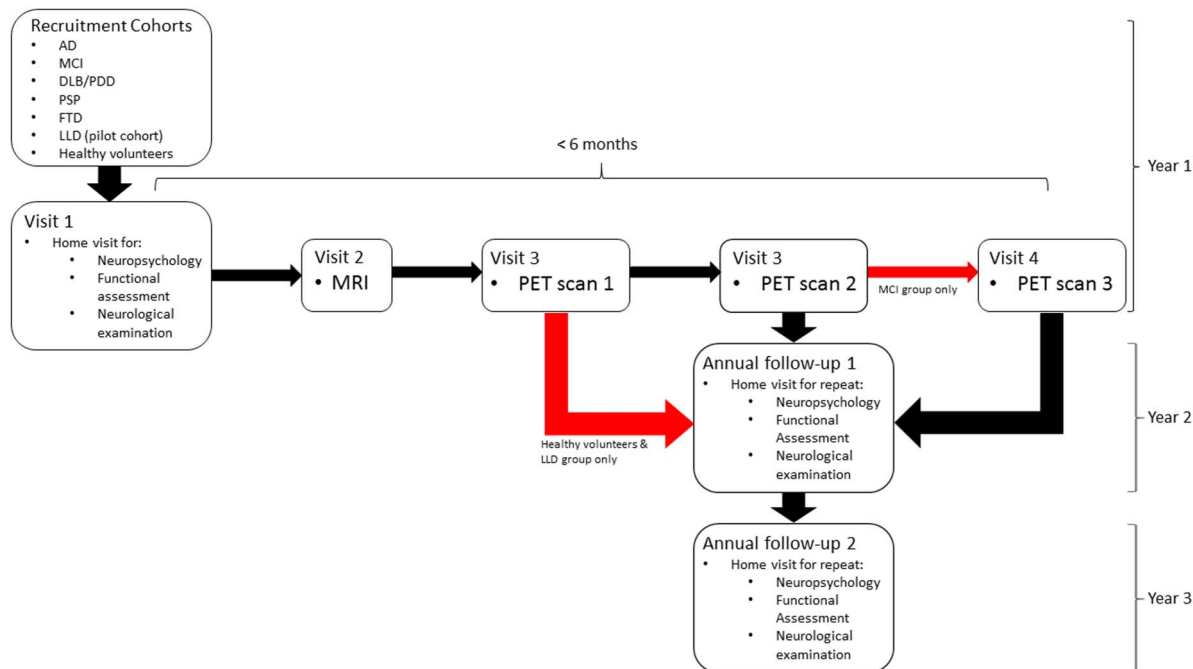 Recruitment Cohorts
• AD
• MCI
• DLB/PDD
• PSP
• FTD
• LLD (pilot cohort)
• Healthy volunteers
< 6 months
Year 1
Visit 1
• Home visit for:
• Neuropsychology
• Functional
assessment
• Neurological
examination
Visit 2
• MRI
Visit 3
• PET scan 1
Visit 3
• PET scan 2
MCI group only
Visit 4
• PET scan 3
Healthy volunteers &
LLD group only
Annual follow-up 1
• Home visit for repeat:
• Neuropsychology
• Functional
Assessment
• Neurological
examination
Year 2
Annual follow-up 2
• Home visit for repeat:
• Neuropsychology
• Functional
Assessment
• Neurological
examination
Year 3